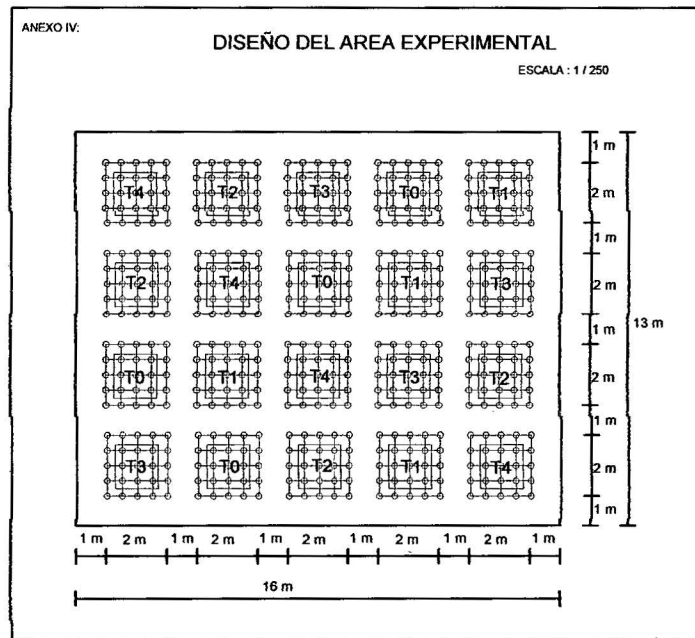 ANEXO IV:
DISEÑO DEL AREA EXPERIMENTAL
ESCALA : 1 / 250
T4 T2 T3 T0 T1
T2 T4 T0 T1 T3
T0 T1 T4 T3 T2
T3 T0 T2 T1 T4
1 m
2 m
1 m
2 m
1 m
2 m
1 m
2 m
1 m
13 m
1 m 2 m 1 m 2 m 1 m 2 m 1 m 2 m 1 m 2 m 1 m
16 m